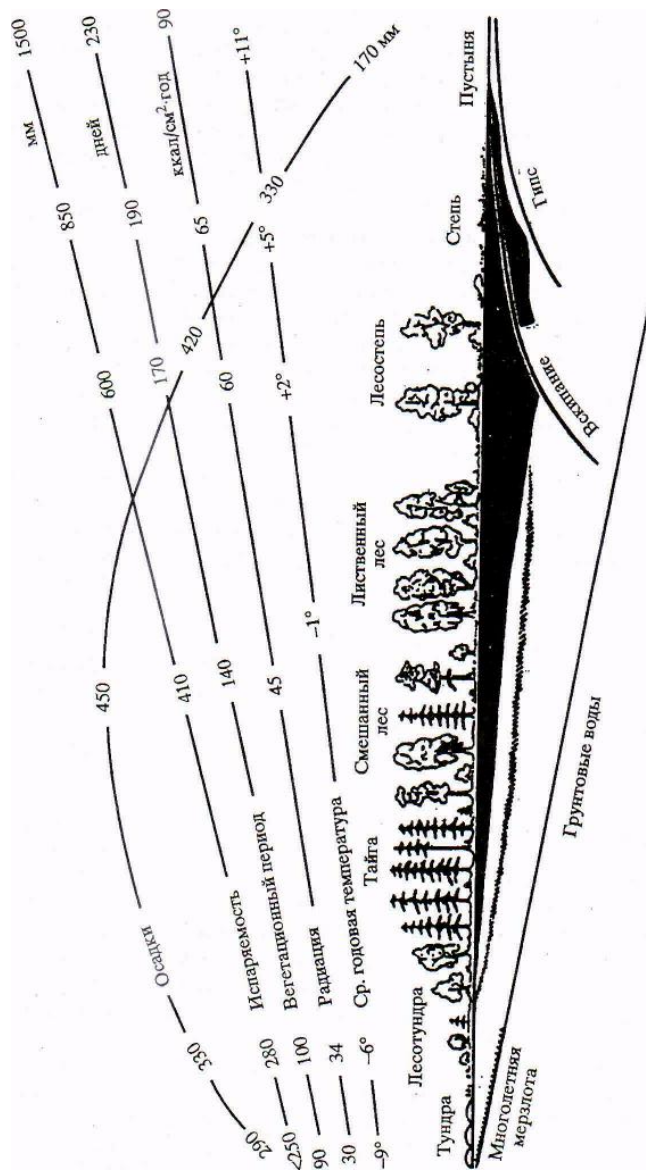 290 330 Осадки 450 420 330 170 мм
<250 280 Испаряемость 410 600 850 мм 1500
90 100 Вегетационный период 140 170 190 дней 230
30 34 Радиация 45 60 65 ккал/см²·год 90
−9° −6° Ср. годовая температура −1° +2° +5° +11°
Тундра
Лесотундра
Тайга
Смешанный
лес
Лиственный
лес
Лесостепь
Степь
Пустыня
Многолетняя
мерзлота
Грунтовые воды
Вскипание
Гипс